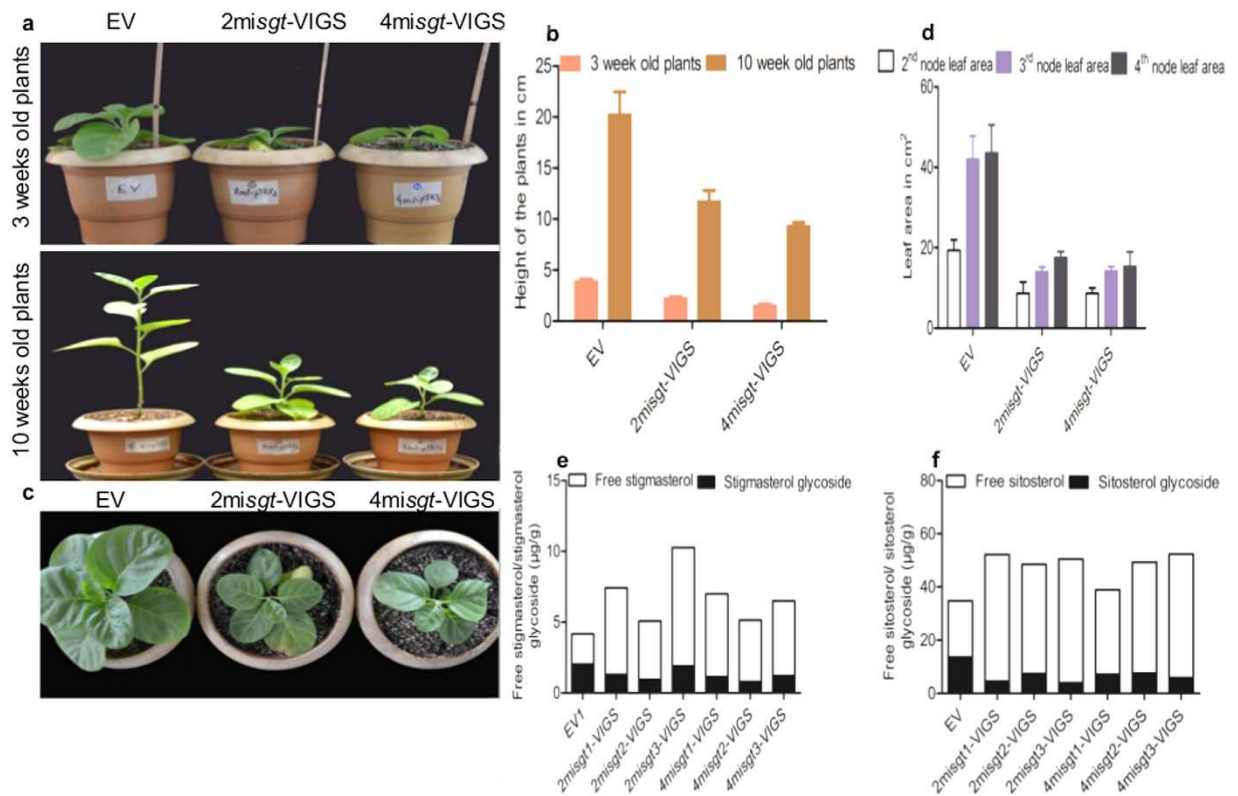 a
EV 2misgt-VIGS 4misgt-VIGS
3 weeks old plants
EV
10 weeks old plants
c
EV 2misgt-VIGS 4misgt-VIGS
b
3 week old plants 10 week old plants
Height of the plants in cm
25
20
15
10
5
0
EV 2misgt-VIGS 4misgt-VIGS
d
2nd node leaf area 3rd node leaf area 4th node leaf area
Leaf area in cm2
60
40
20
0
EV 2misgt-VIGS 4misgt-VIGS
e
Free stigmasterol Stigmasterol glycoside
Free stigmasterol/stigmasterol
glycoside (µg/g)
15
10
5
0
EV1 2misgt1-VIGS 2misgt2-VIGS 2misgt3-VIGS 4misgt1-VIGS 4misgt2-VIGS 4misgt3-VIGS
f
Free sitosterol Sitosterol glycoside
Free sitosterol/ sitosterol
glycoside (µg/g)
80
60
40
20
0
EV 2misgt1-VIGS 2misgt2-VIGS 2misgt3-VIGS 4misgt1-VIGS 4misgt2-VIGS 4misgt3-VIGS